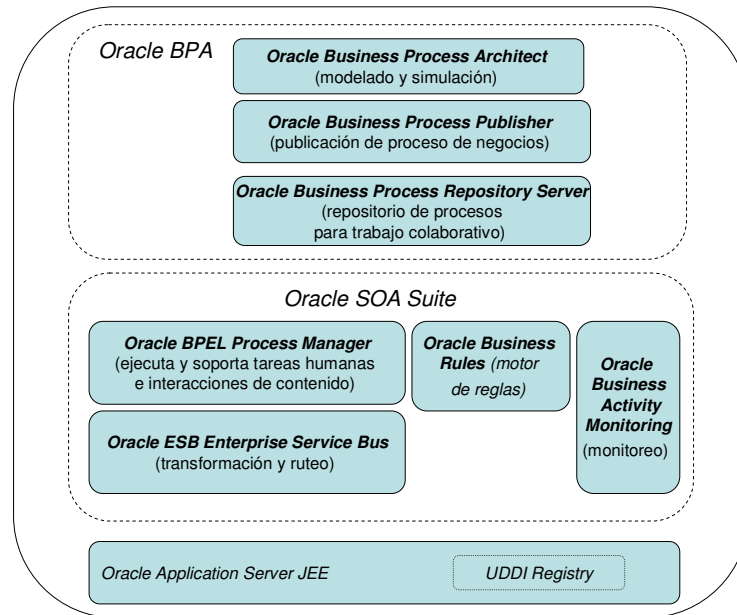 Oracle BPA
Oracle Business Process Architect
(modelado y simulación)
Oracle Business Process Publisher
(publicación de proceso de negocios)
Oracle Business Process Repository Server
(repositorio de procesos
para trabajo colaborativo)
Oracle SOA Suite
Oracle BPEL Process Manager
(ejecuta y soporta tareas humanas
e interacciones de contenido)
Oracle Business
Rules (motor
de reglas)
Oracle
Business
Activity
Monitoring
(monitoreo)
Oracle ESB Enterprise Service Bus
(transformación y ruteo)
Oracle Application Server JEE
UDDI Registry